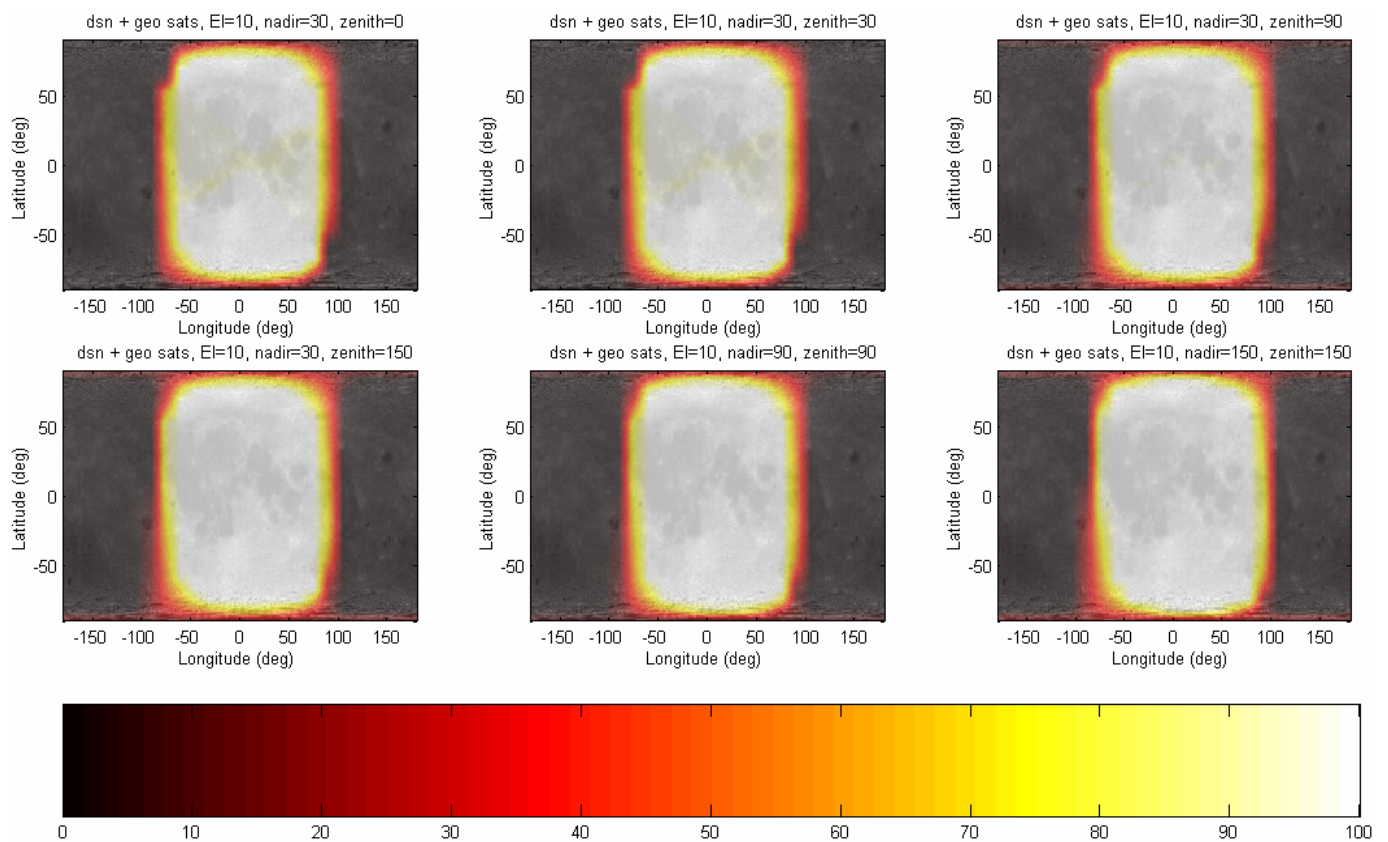 dsn + geo sats, El=10, nadir=30, zenith=0
dsn + geo sats, El=10, nadir=30, zenith=30
dsn + geo sats, El=10, nadir=30, zenith=90
Latitude (deg)
50
0
-50
-150 -100 -50 0 50 100 150
Longitude (deg)
Latitude (deg)
50
0
-50
-150 -100 -50 0 50 100 150
Longitude (deg)
Latitude (deg)
50
0
-50
-150 -100 -50 0 50 100 150
Longitude (deg)
dsn + geo sats, El=10, nadir=30, zenith=150
dsn + geo sats, El=10, nadir=90, zenith=90
dsn + geo sats, El=10, nadir=150, zenith=150
Latitude (deg)
50
0
-50
-150 -100 -50 0 50 100 150
Longitude (deg)
Latitude (deg)
50
0
-50
-150 -100 -50 0 50 100 150
Longitude (deg)
Latitude (deg)
50
0
-50
-150 -100 -50 0 50 100 150
Longitude (deg)
0 10 20 30 40 50 60 70 80 90 100